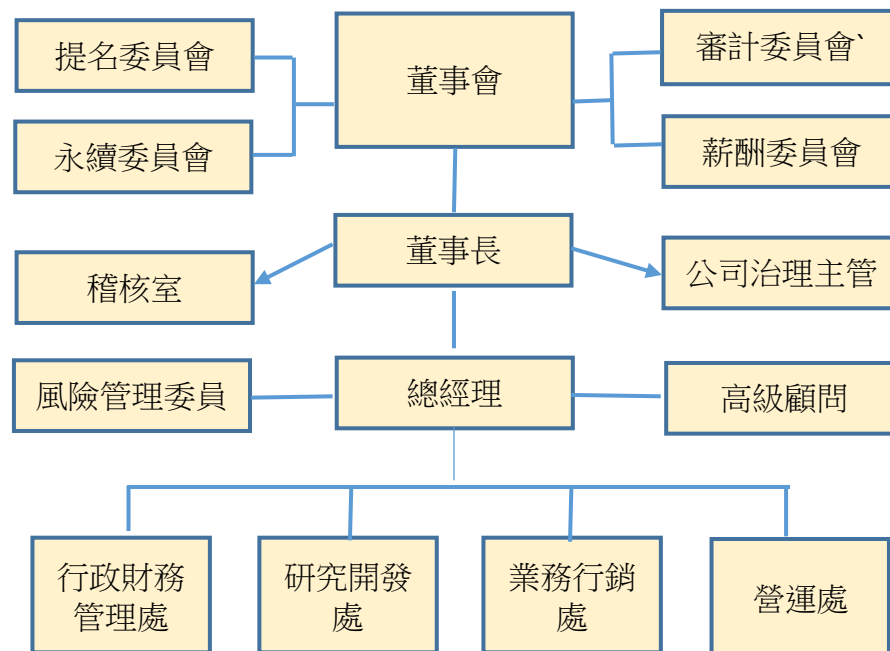 提名委員會
董事會
審計委員會`
永續委員會
薪酬委員會
董事長
稽核室
公司治理主管
風險管理委員
總經理
高級顧問
行政財務
管理處
研究開發
處
業務行銷
處
營運處